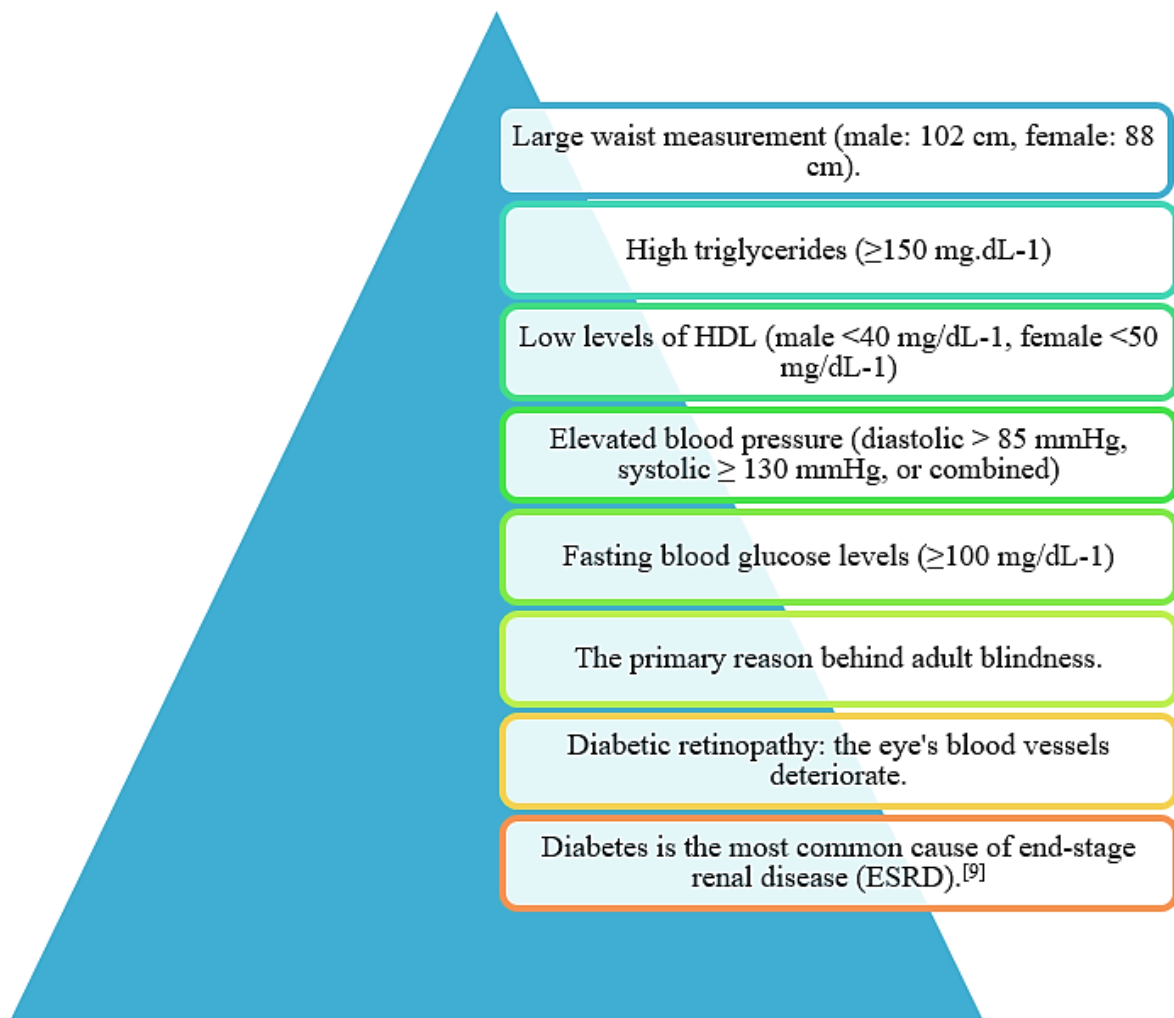 Large waist measurement (male: 102 cm, female: 88
cm).
High triglycerides (≥150 mg.dL-1)
Low levels of HDL (male <40 mg/dL-1, female <50
mg/dL-1)
Elevated blood pressure (diastolic > 85 mmHg,
systolic ≥ 130 mmHg, or combined)
Fasting blood glucose levels (≥100 mg/dL-1)
The primary reason behind adult blindness.
Diabetic retinopathy: the eye's blood vessels
deteriorate.
Diabetes is the most common cause of end-stage
renal disease (ESRD).[9]